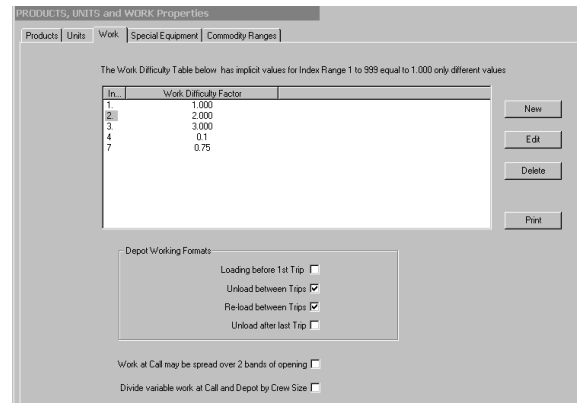 PRODUCTS, UNITS and WORK Properties
Products Units Work Special Equipment Commodity Ranges
The Work Difficulty Table below has implicit values for Index Range 1 to 999 equal to 1.000 only different values
In... Work Difficulty Factor
1. 1.000
2. 2.000
3. 3.000
4 0.1
7 0.75
New
Edit
Delete
Print
Depot Working Formats
Loading before 1st Trip
Unload between Trips
Re-load between Trips
Unload after last Trip
Work at Call may be spread over 2 bands of opening
Divide variable work at Call and Depot by Crew Size